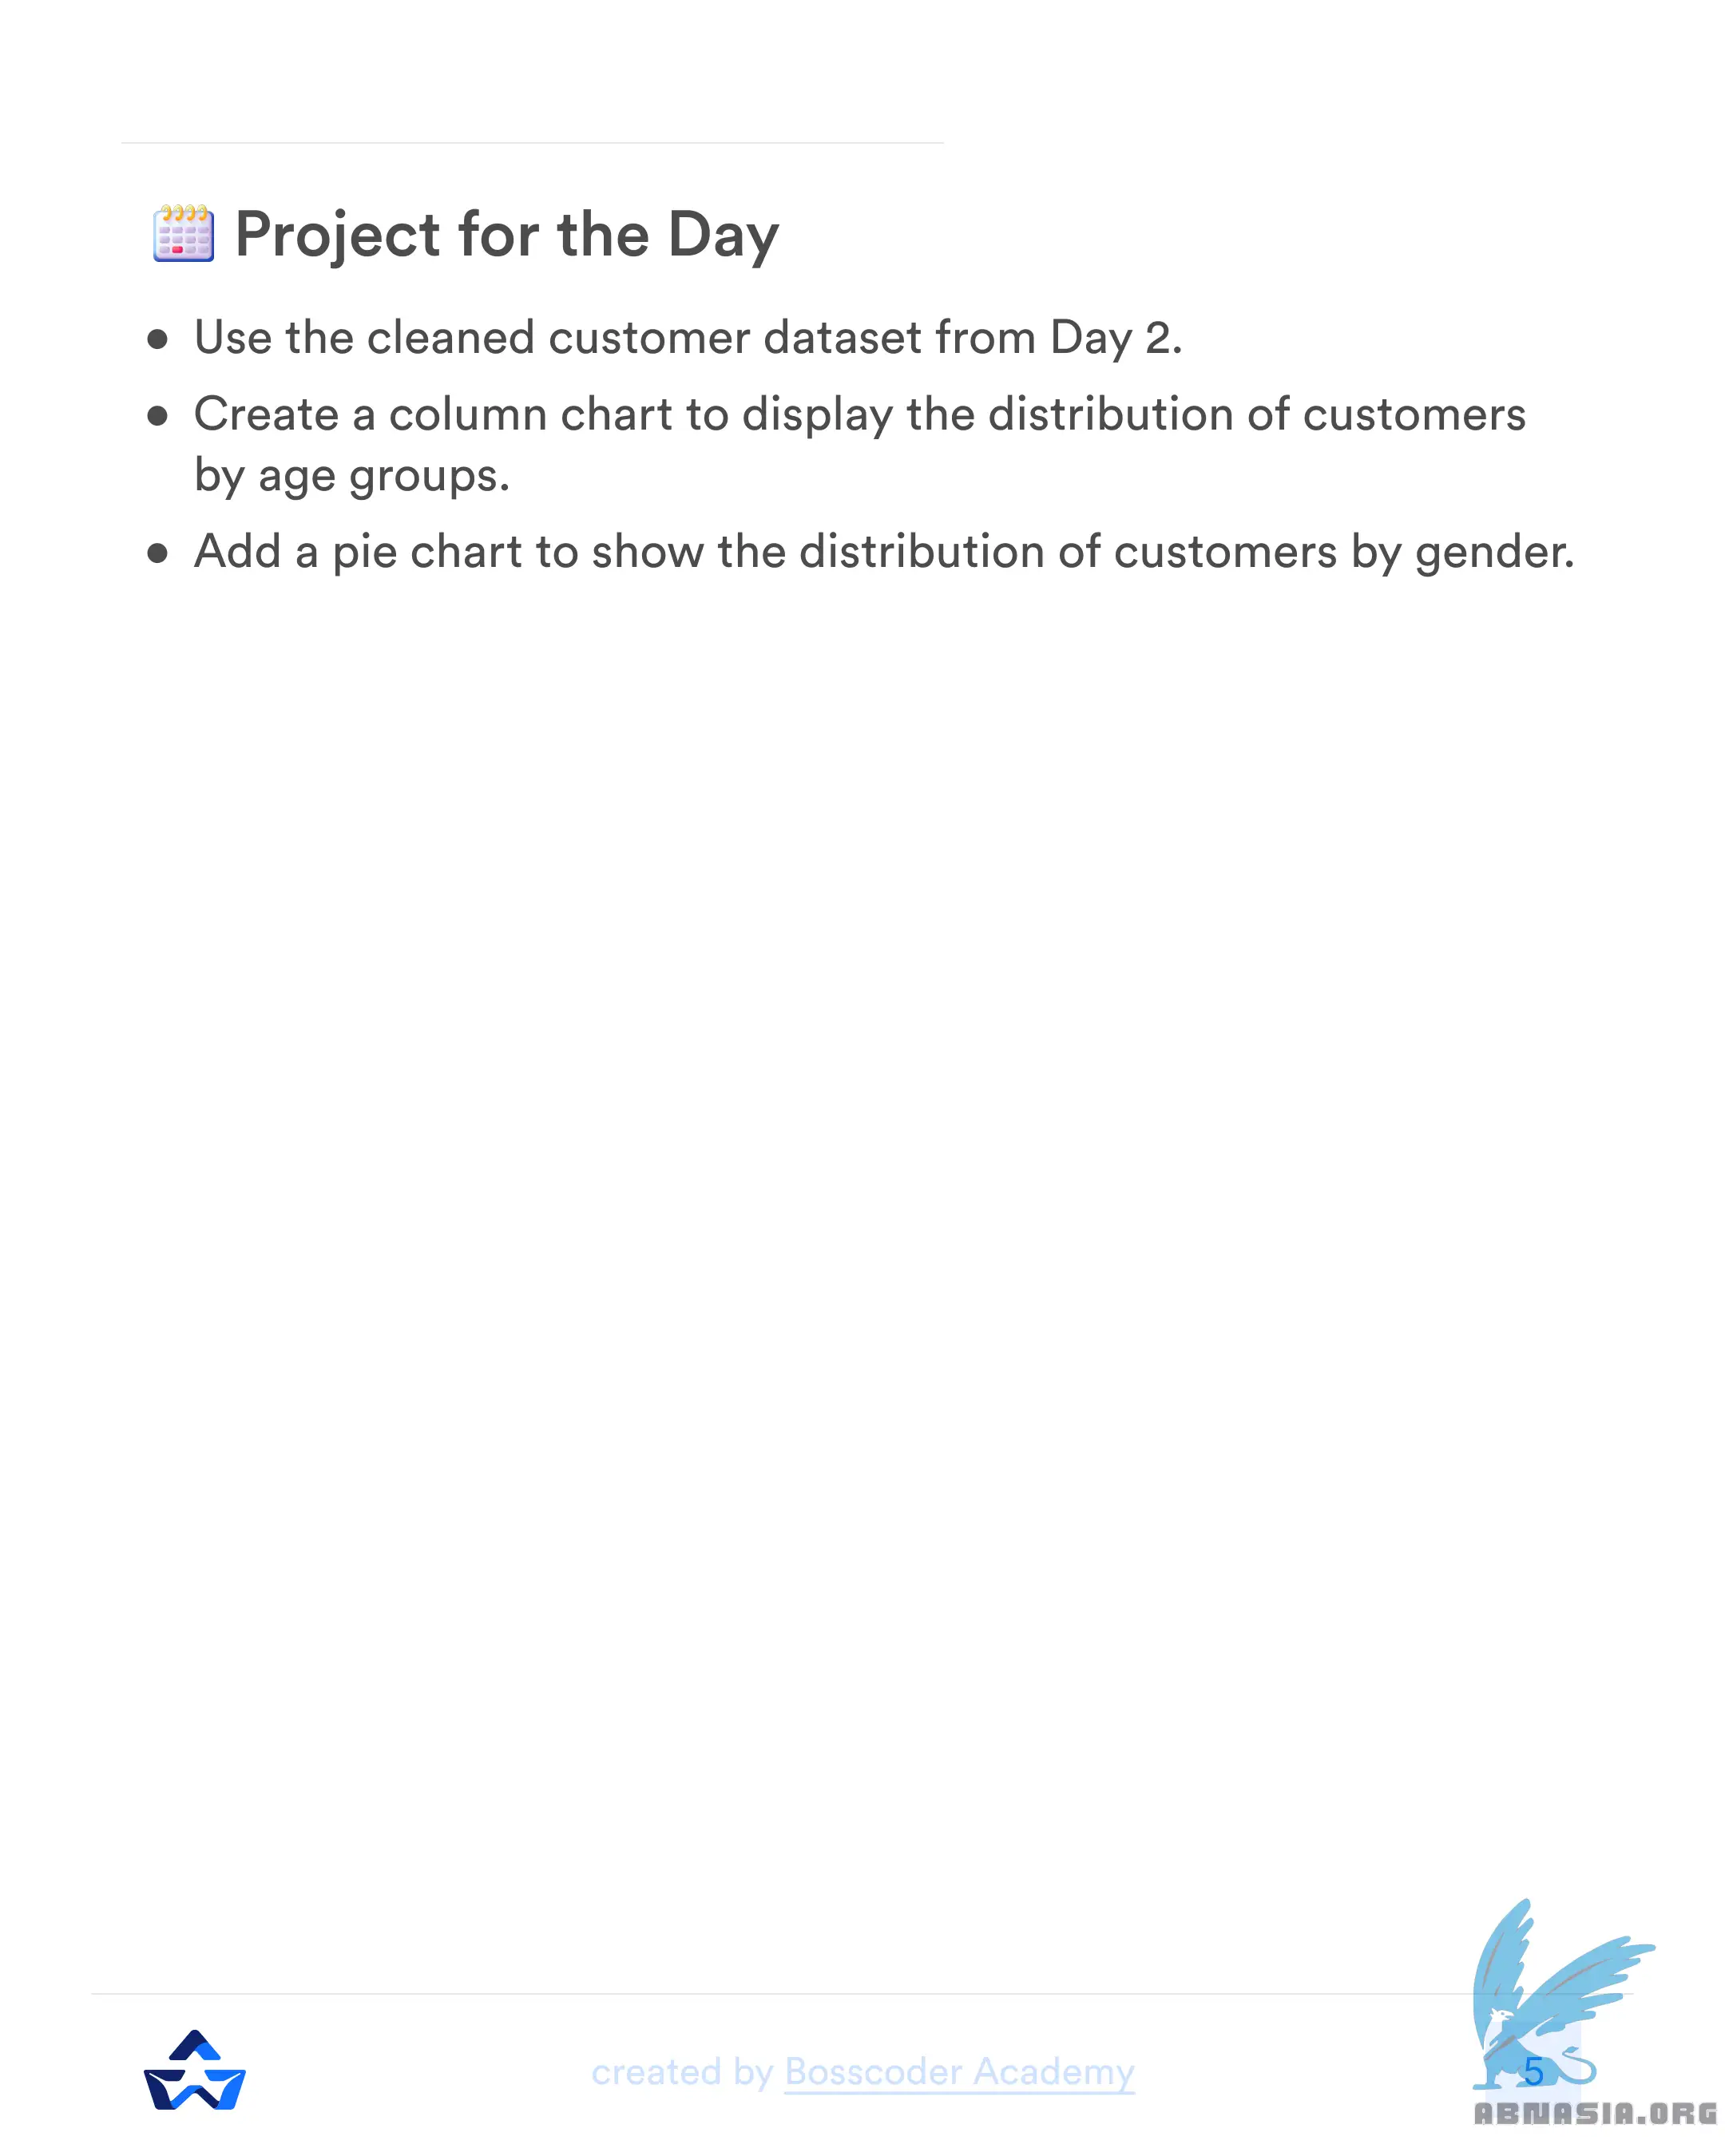 Project for the Day
● Use the cleaned customer dataset from Day 2.
● Create a column chart to display the distribution of customers
by age groups.
● Add a pie chart to show the distribution of customers by gender.
created by Bosscoder Academy
5
ABNASIA.ORG